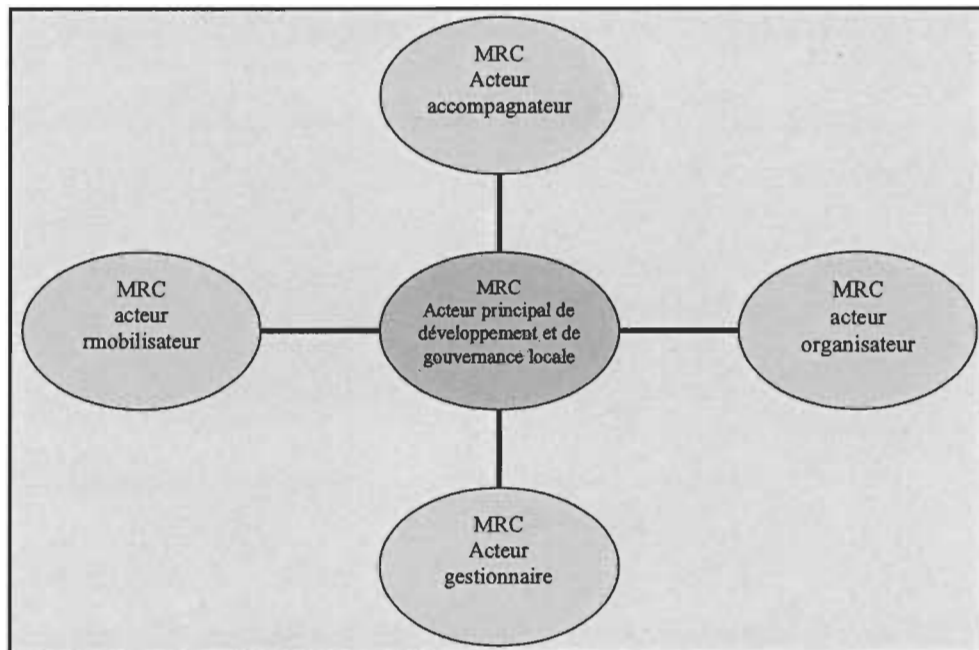 MRC
Acteur
accompagnateur
MRC
acteur
rmobilisateur
MRC
Acteur principal de
développement et de
gouvernance locale
MRC
acteur
organisateur
MRC
Acteur
gestionnaire